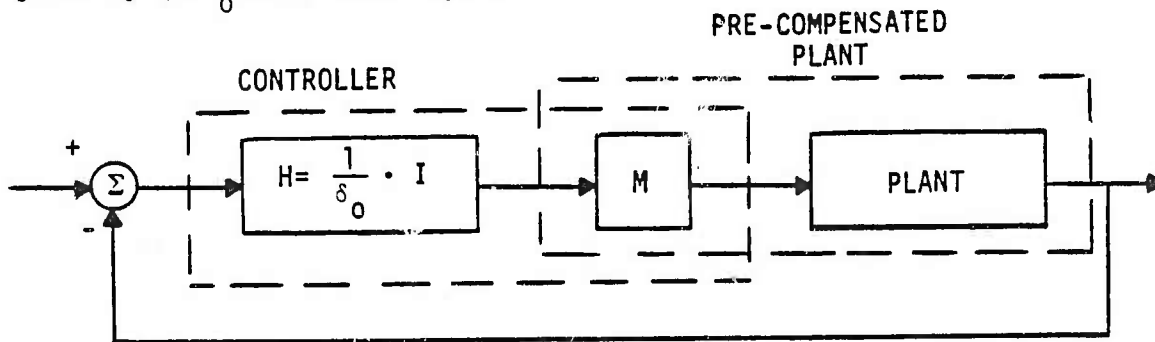 PRE-COMPENSATED
PLANT
CONTROLLER
+
Σ
-
H= 1/δ₀ · I
M
PLANT